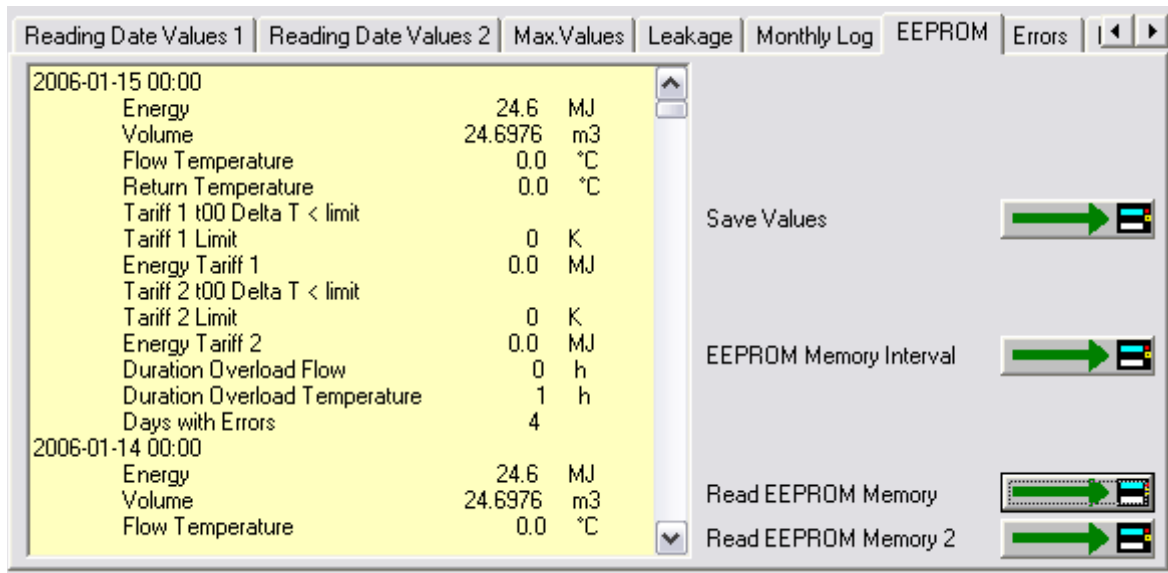 Reading Date Values 1 Reading Date Values 2 Max.Values Leakage Monthly Log EEPROM Errors
2006-01-15 00:00
Energy 24.6 MJ
Volume 24.6976 m3
Flow Temperature 0.0 °C
Return Temperature 0.0 °C
Tariff 1 t00 Delta T < limit
Tariff 1 Limit 0 K
Energy Tariff 1 0.0 MJ
Tariff 2 t00 Delta T < limit
Tariff 2 Limit 0 K
Energy Tariff 2 0.0 MJ
Duration Overload Flow 0 h
Duration Overload Temperature 1 h
Days with Errors 4
2006-01-14 00:00
Energy 24.6 MJ
Volume 24.6976 m3
Flow Temperature 0.0 °C
Save Values
EEPROM Memory Interval
Read EEPROM Memory
Read EEPROM Memory 2